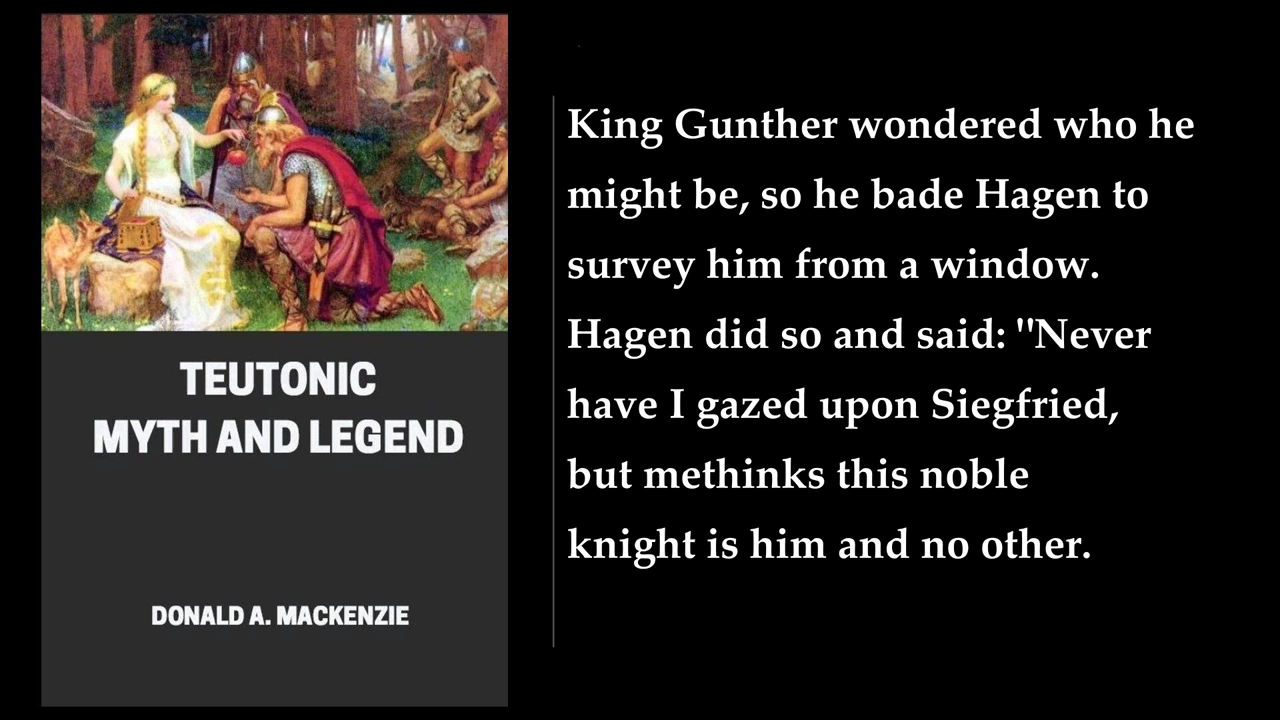 TEUTONIC
MYTH AND LEGEND
DONALD A. MACKENZIE
King Gunther wondered who he
might be, so he bade Hagen to
survey him from a window.
Hagen did so and said: "Never
have I gazed upon Siegfried,
but methinks this noble
knight is him and no other.